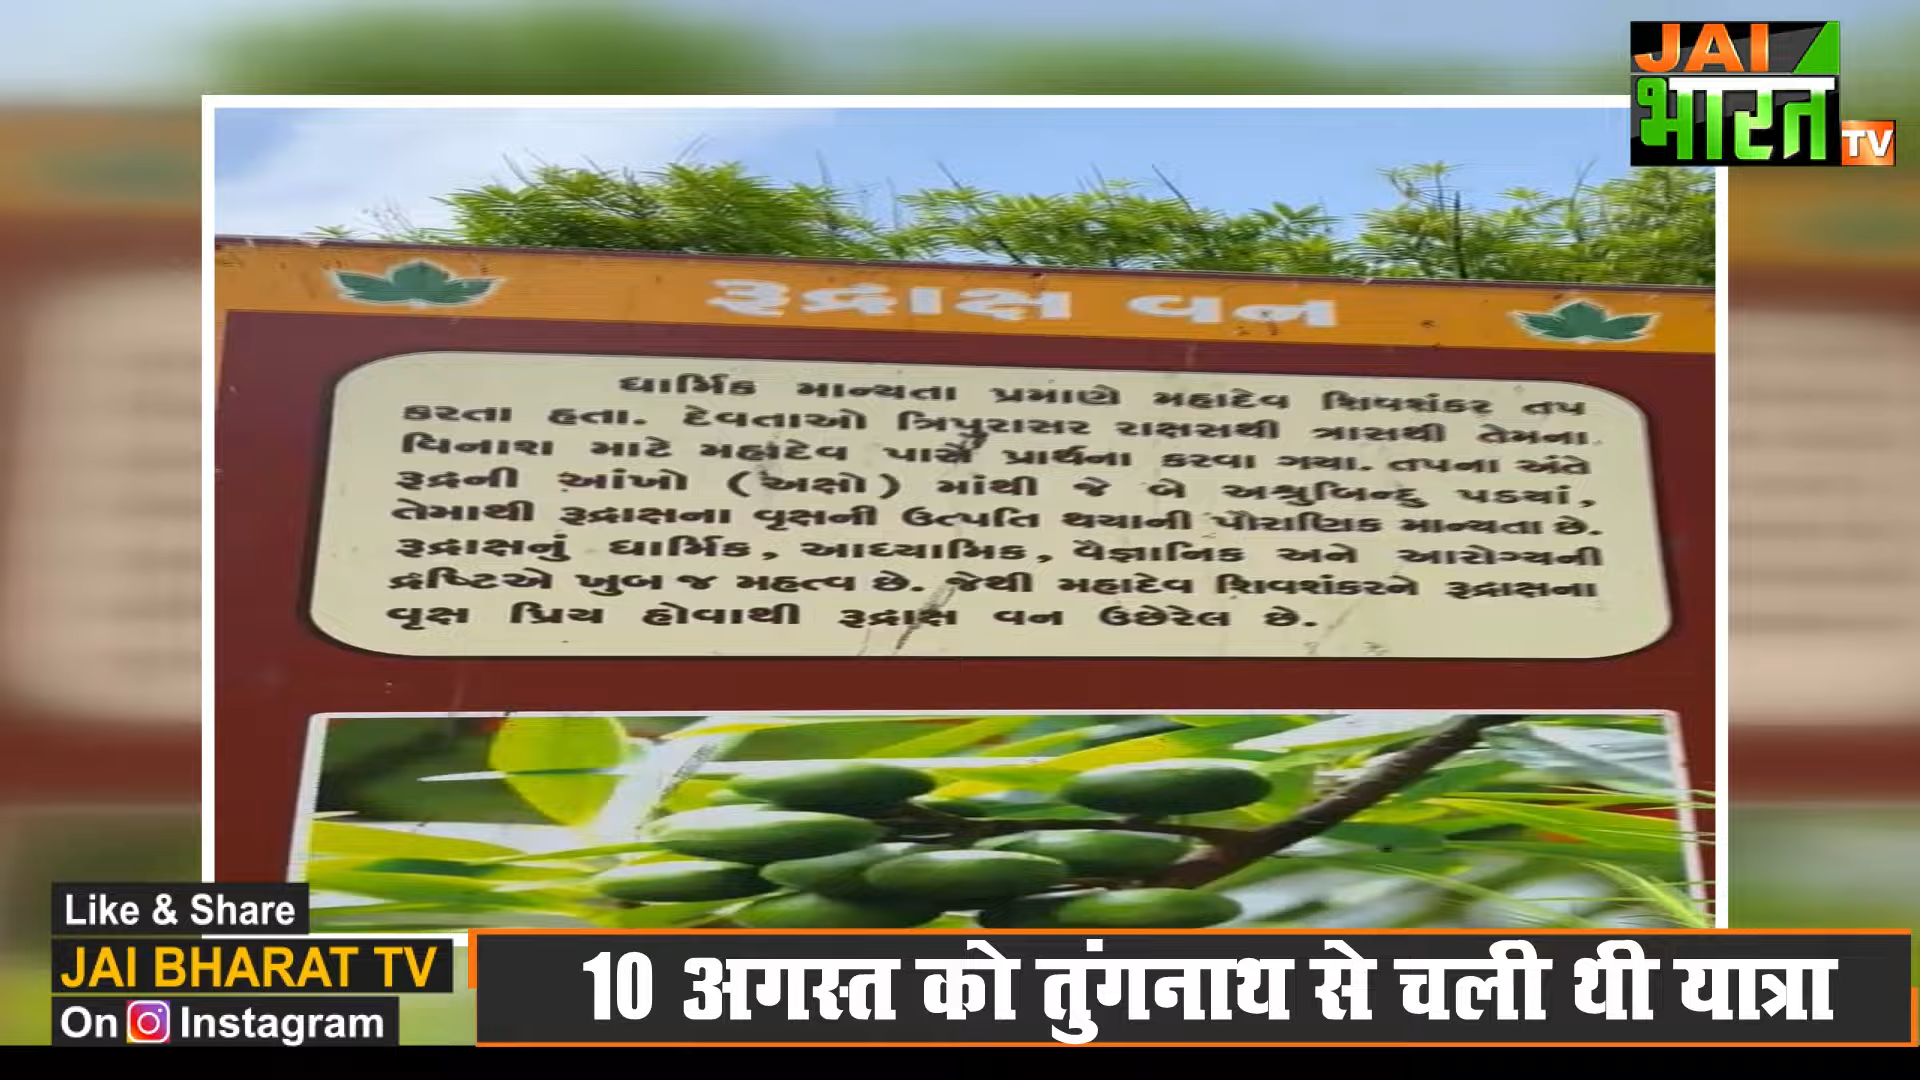 JAI
भारत
TV
રૂદ્રાક્ષ વન
ધાર્મિક માન્યતા પ્રમાણે મહાદેવ શિવશંકર તપ
કરતા હતા. દેવતાઓ ત્રિપુરાસર રાક્ષસથી ત્રાસથી તેમના
વિનાશ માટે મહાદેવ પાસે પ્રાર્થના કરવા ગયા. તપના અંતે
રૂદ્રની આંખો (અક્ષો) માંથી જે બે અશ્રુબિન્દુ પડયાં,
તેમાથી રૂદ્રાક્ષના વૃક્ષની ઉત્પતિ થયાની પૌરાણિક માન્યતા છે.
રૂદ્રાક્ષનું ધાર્મિક, આધ્યામિક, વૈજ્ઞાનિક અને આરોગ્યની
દ્રષ્ટિએ ખુબ જ મહત્વ છે. જેથી મહાદેવ શિવશંકરને રૂદ્રાક્ષના
વૃક્ષ પ્રિય હોવાથી રૂદ્રાક્ષ વન ઉછેરેલ છે.
Like & Share
JAI BHARAT TV
On Instagram
10 अगस्त को तुंगनाथ से चली थी यात्रा